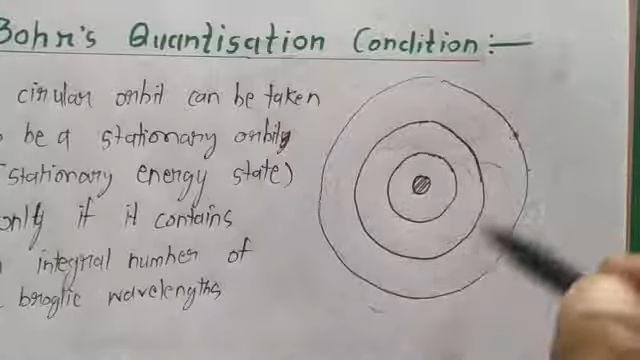 Bohr's Quantisation Condition :—
circular orbit can be taken
be a stationary orbit
(stationary energy state)
only if it contains
integral number of
broglie wavelengths